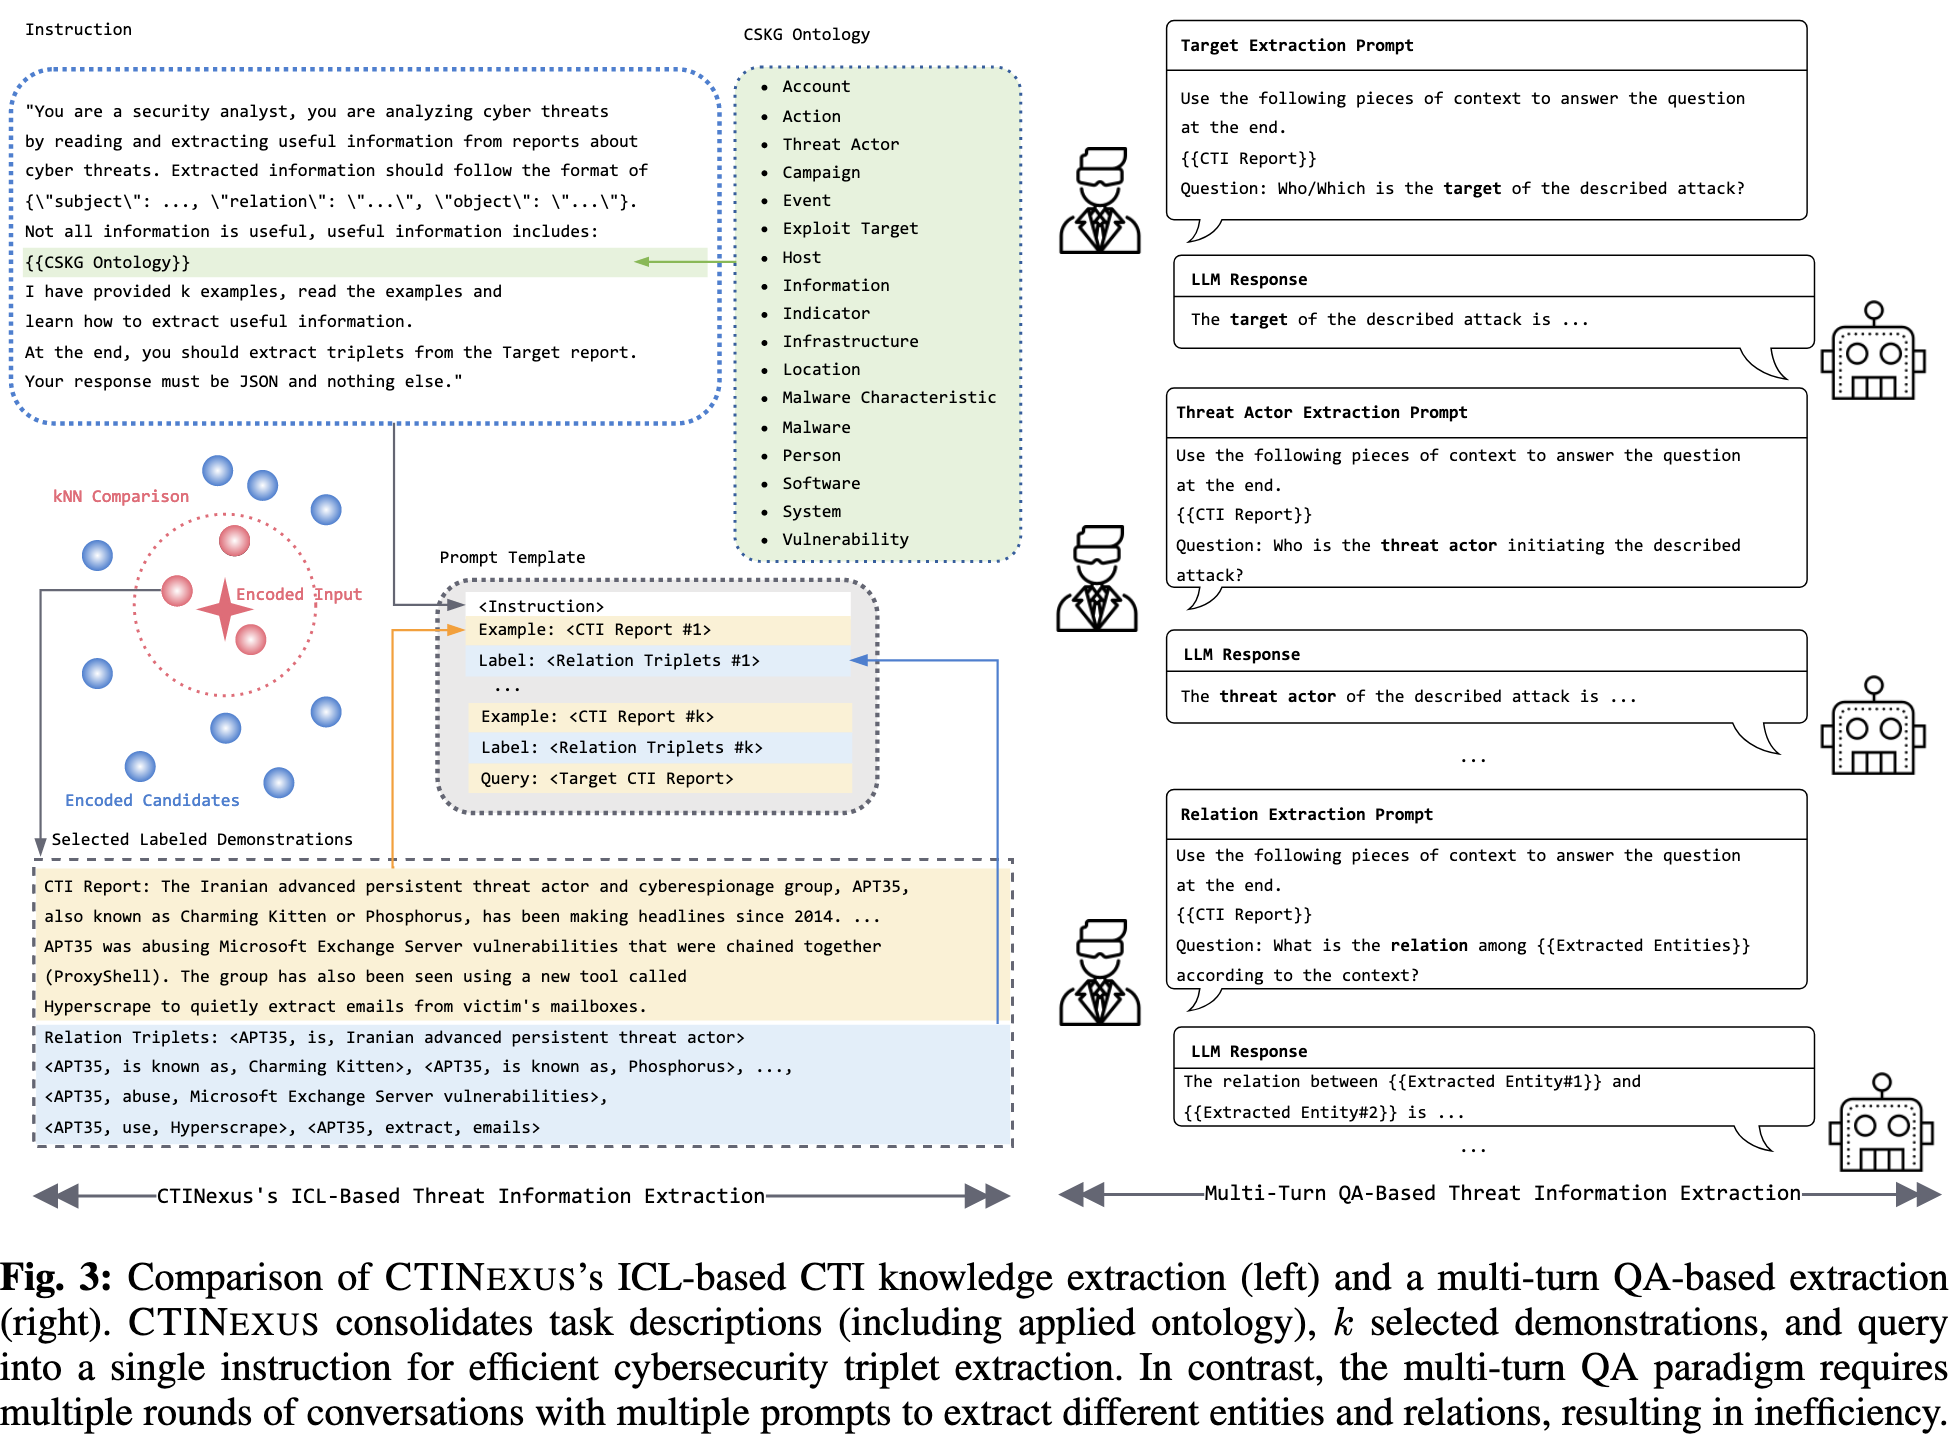 Instruction
"You are a security analyst, you are analyzing cyber threats
by reading and extracting useful information from reports about
cyber threats. Extracted information should follow the format of
{\"subject\": ..., \"relation\": \"...\", \"object\": \"...\"}.
Not all information is useful, useful information includes:
{{CSKG Ontology}}
I have provided k examples, read the examples and
learn how to extract useful information.
At the end, you should extract triplets from the Target report.
Your response must be JSON and nothing else."
CSKG Ontology
• Account
• Action
• Threat Actor
• Campaign
• Event
• Exploit Target
• Host
• Information
• Indicator
• Infrastructure
• Location
• Malware Characteristic
• Malware
• Person
• Software
• System
• Vulnerability
kNN Comparison
Encoded Input
Encoded Candidates
Prompt Template
<Instruction>
Example: <CTI Report #1>
Label: <Relation Triplets #1>
...
Example: <CTI Report #k>
Label: <Relation Triplets #k>
Query: <Target CTI Report>
Selected Labeled Demonstrations
CTI Report: The Iranian advanced persistent threat actor and cyberespionage group, APT35,
also known as Charming Kitten or Phosphorus, has been making headlines since 2014. ...
APT35 was abusing Microsoft Exchange Server vulnerabilities that were chained together
(ProxyShell). The group has also been seen using a new tool called
Hyperscrape to quietly extract emails from victim's mailboxes.
Relation Triplets: <APT35, is, Iranian advanced persistent threat actor>
<APT35, is known as, Charming Kitten>, <APT35, is known as, Phosphorus>, ...,
<APT35, abuse, Microsoft Exchange Server vulnerabilities>,
<APT35, use, Hyperscrape>, <APT35, extract, emails>
CTINexus's ICL-Based Threat Information Extraction
Target Extraction Prompt
Use the following pieces of context to answer the question
at the end.
{{CTI Report}}
Question: Who/Which is the target of the described attack?
LLM Response
The target of the described attack is ...
Threat Actor Extraction Prompt
Use the following pieces of context to answer the question
at the end.
{{CTI Report}}
Question: Who is the threat actor initiating the described
attack?
LLM Response
The threat actor of the described attack is ...
...
Relation Extraction Prompt
Use the following pieces of context to answer the question
at the end.
{{CTI Report}}
Question: What is the relation among {{Extracted Entities}}
according to the context?
LLM Response
The relation between {{Extracted Entity#1}} and
{{Extracted Entity#2}} is ...
...
Multi-Turn QA-Based Threat Information Extraction
Fig. 3: Comparison of CTINEXUS's ICL-based CTI knowledge extraction (left) and a multi-turn QA-based extraction
(right). CTINEXUS consolidates task descriptions (including applied ontology), k selected demonstrations, and query
into a single instruction for efficient cybersecurity triplet extraction. In contrast, the multi-turn QA paradigm requires
multiple rounds of conversations with multiple prompts to extract different entities and relations, resulting in inefficiency.